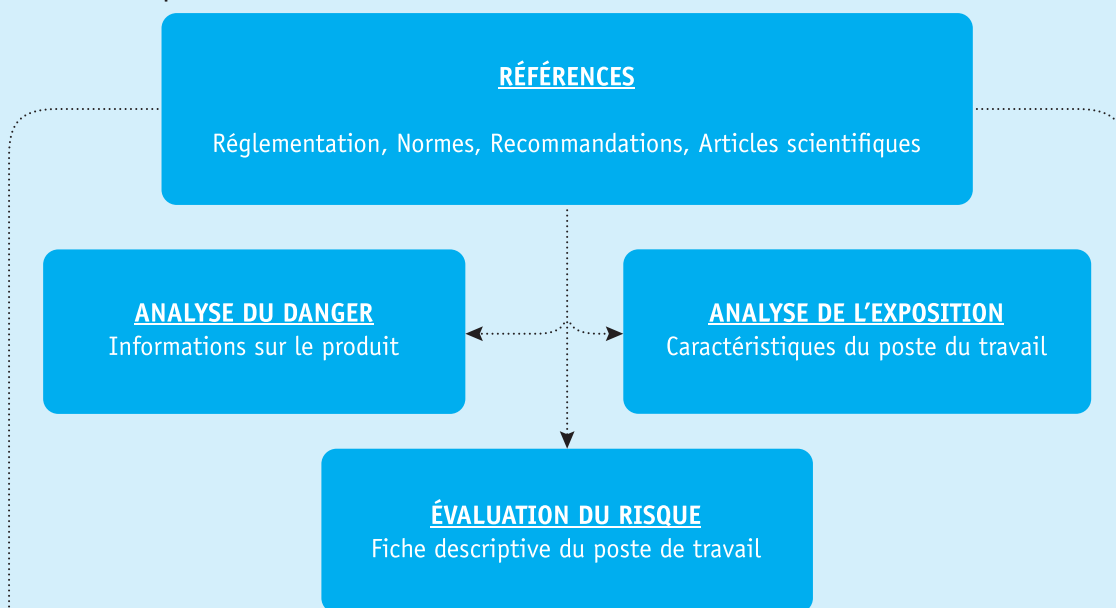 RÉFÉRENCES
Réglementation, Normes, Recommandations, Articles scientifiques
ANALYSE DU DANGER
Informations sur le produit
ANALYSE DE L’EXPOSITION
Caractéristiques du poste du travail
ÉVALUATION DU RISQUE
Fiche descriptive du poste de travail